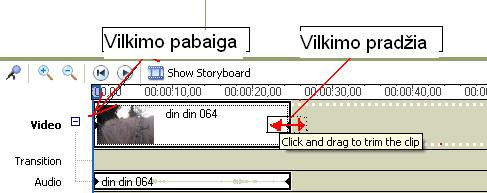 Vilkimo pabaiga
Vilkimo pradžia
Show Storyboard
00,00 00:00:10,00 00:00:20,00 00:00:30,00 00:00:40,00 00:0
Video
din din 064
Click and drag to trim the clip
Transition
Audio
din din 064